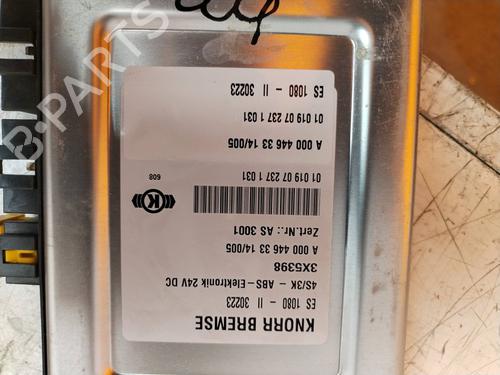 KNORR BREMSE
ES 1080 - II 30223
4S/3K - ABS-Elektronik 24V DC
3X5398
A 000 446 33 14/005
Zert.Nr.: AS 3001
01 019 07 237 1 031
K
608
A 000 446 33 14/005
01 019 07 237 1 031
ES 1080 - II 30223
B-PARTS